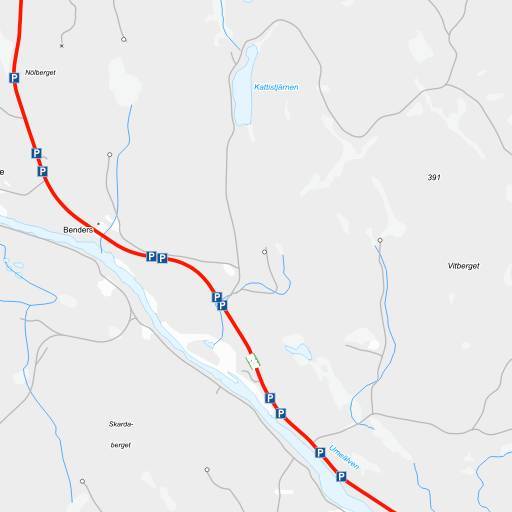 Nölberget
Kattistjärnen
e
391
Benders
Vitberget
Skarda-
berget
Umeälven
P
P
P
P
P
P
P
P
P
P
P